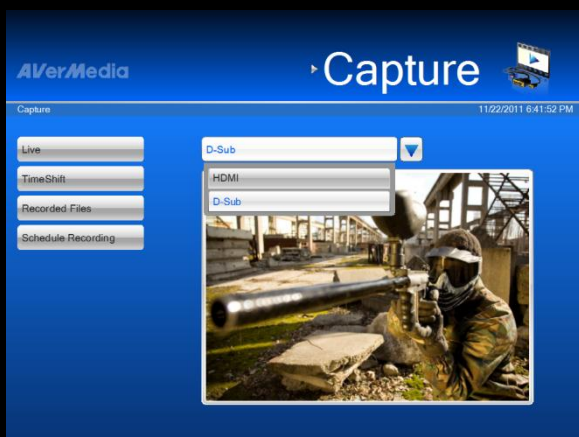 AVerMedia
Capture
Capture
11/22/2011 6:41:52 PM
Live
D-Sub
TimeShift
HDMI
D-Sub
Recorded Files
Schedule Recording